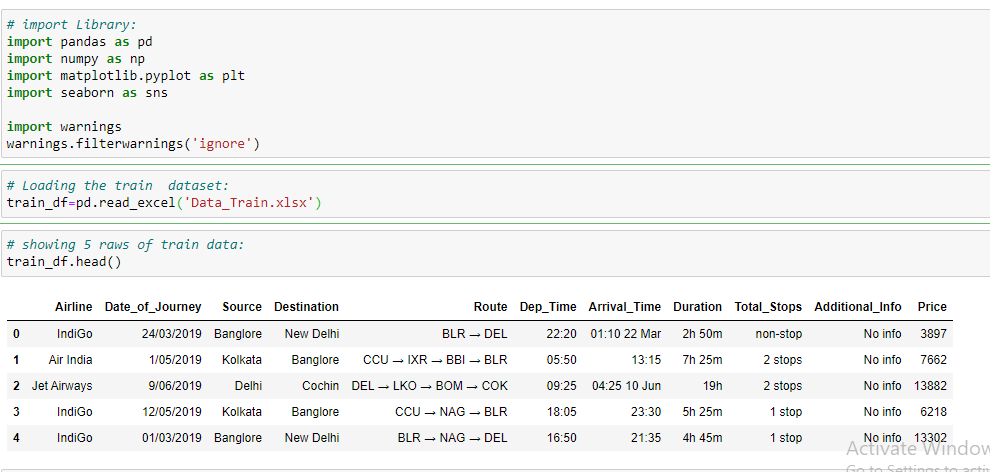 # import Library:
import pandas as pd
import numpy as np
import matplotlib.pyplot as plt
import seaborn as sns
import warnings
warnings.filterwarnings('ignore')
# Loading the train  dataset:
train_df=pd.read_excel('Data_Train.xlsx')
# showing 5 raws of train data:
train_df.head()
Airline Date_of_Journey Source Destination Route Dep_Time Arrival_Time Duration Total_Stops Additional_Info Price
0 IndiGo 24/03/2019 Banglore New Delhi BLR → DEL 22:20 01:10 22 Mar 2h 50m non-stop No info 3897
1 Air India 1/05/2019 Kolkata Banglore CCU → IXR → BBI → BLR 05:50 13:15 7h 25m 2 stops No info 7662
2 Jet Airways 9/06/2019 Delhi Cochin DEL → LKO → BOM → COK 09:25 04:25 10 Jun 19h 2 stops No info 13882
3 IndiGo 12/05/2019 Kolkata Banglore CCU → NAG → BLR 18:05 23:30 5h 25m 1 stop No info 6218
4 IndiGo 01/03/2019 Banglore New Delhi BLR → NAG → DEL 16:50 21:35 4h 45m 1 stop No info 13302
Activate Window
Go to Settings to acti